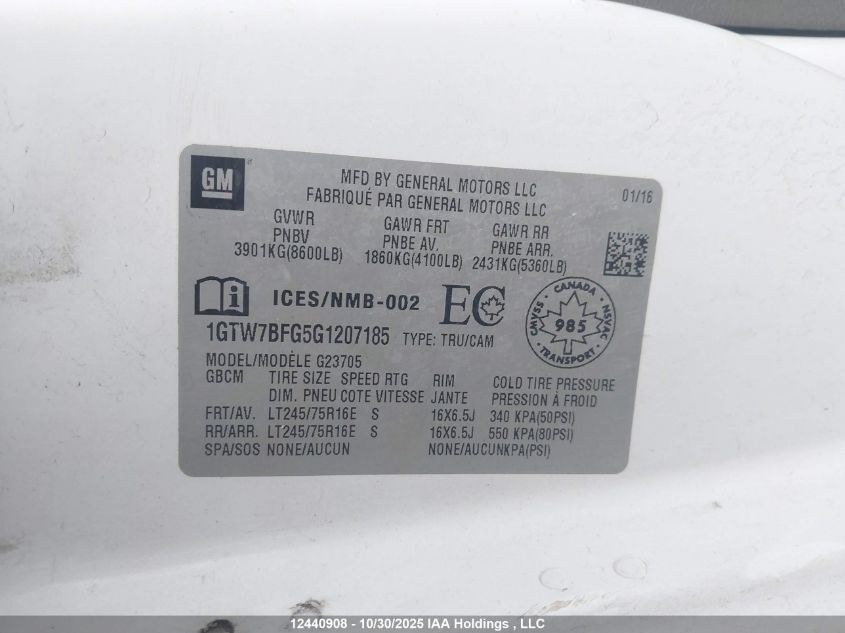 GM
MFD BY GENERAL MOTORS LLC
FABRIQUÉ PAR GENERAL MOTORS LLC
01/16
GVWR GAWR FRT GAWR RR
PNBV PNBE AV. PNBE ARR.
3901KG(8600LB) 1860KG(4100LB) 2431KG(5360LB)
ICES/NMB-002 EC
CANADA
CMVSS 985 NSVAC
1GTW7BFG5G1207185 TYPE: TRU/CAM
MODEL/MODÈLE G23705
GBCM TIRE SIZE SPEED RTG RIM COLD TIRE PRESSURE
DIM. PNEU COTE VITESSE JANTE PRESSION À FROID
FRT/AV. LT245/75R16E S 16X6.5J 340 KPA(50PSI)
RR/ARR. LT245/75R16E S 16X6.5J 550 KPA(80PSI)
SPA/SOS NONE/AUCUN NONE/AUCUNKPA(PSI)
12440908 - 10/30/2025 IAA Holdings , LLC